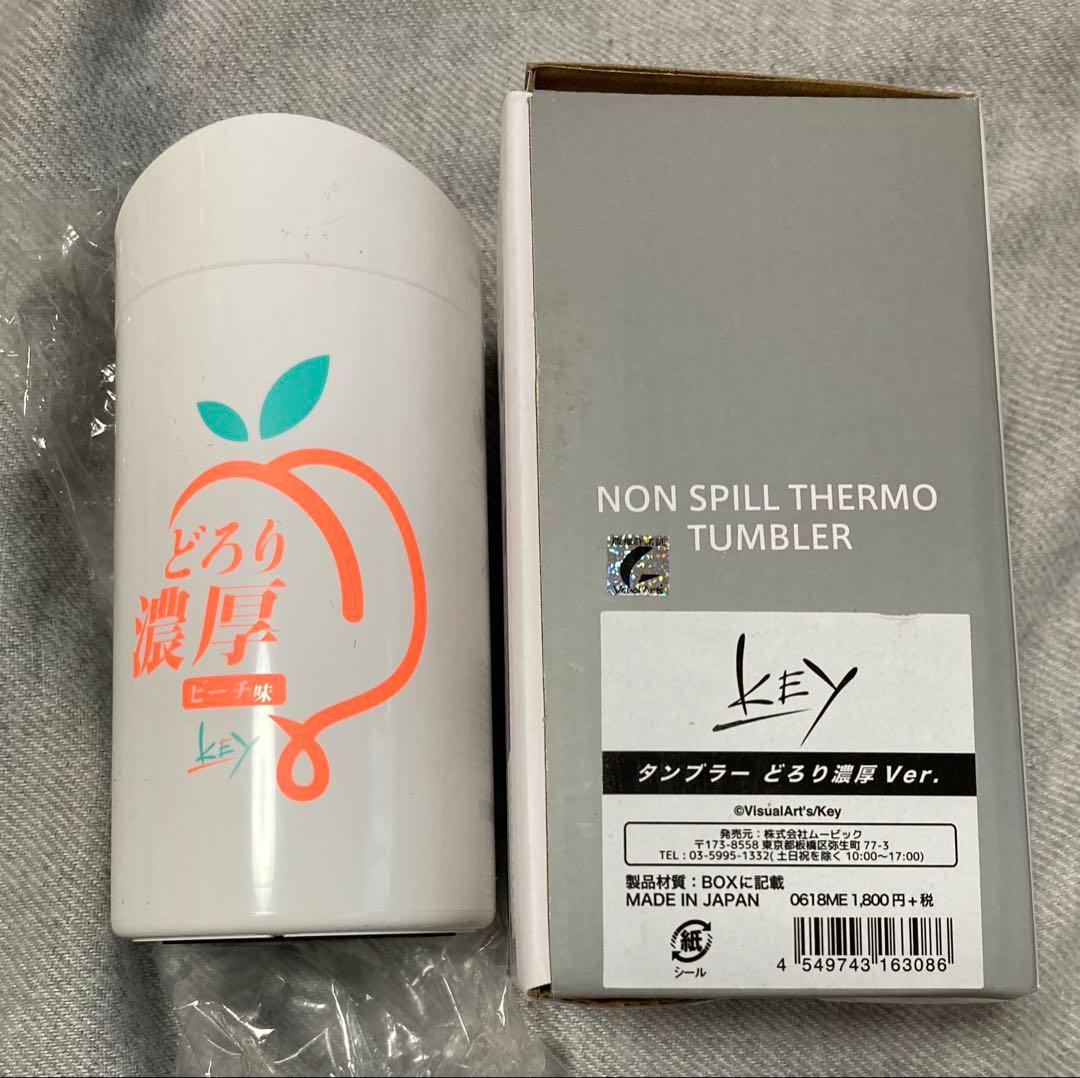 どろり
濃厚
ピーチ味
KEY
NON SPILL THERMO
TUMBLER
Visual Art's
KEY
タンブラー どろり濃厚 Ver.
©VisualArt's/Key
発売元：株式会社ムービック
〒173-8558 東京都板橋区弥生町 77-3
TEL：03-5995-1332( 土日祝を除く 10:00〜17:00)
製品材質：BOXに記載
MADE IN JAPAN 0618ME 1,800円+税
紙
シール
4 549743 163086